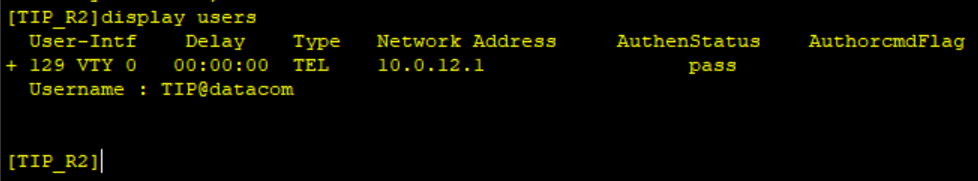 [TIP_R2]display users
  User-Intf    Delay    Type   Network Address     AuthenStatus    AuthorcmdFlag
+ 129 VTY 0   00:00:00  TEL    10.0.12.1                 pass
  Username : TIP@datacom
[TIP_R2]